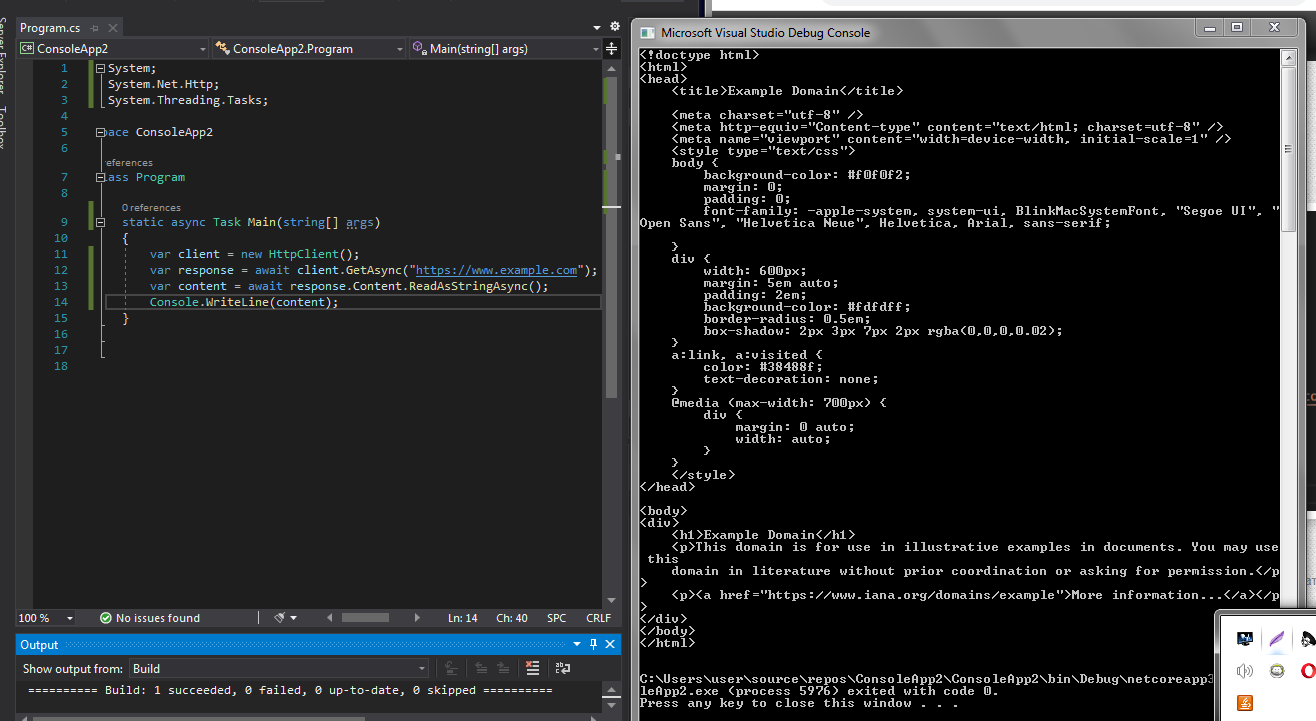 Server Explorer
Toolbox
Program.cs
C# ConsoleApp2
ConsoleApp2.Program
Main(string[] args)
1 System;
2 System.Net.Http;
3 System.Threading.Tasks;
4
5 pace ConsoleApp2
6
references
7 lass Program
8
0 references
9 static async Task Main(string[] args)
10 {
11 var client = new HttpClient();
12 var response = await client.GetAsync("https://www.example.com");
13 var content = await response.Content.ReadAsStringAsync();
14 Console.WriteLine(content);
15 }
16
17
18
100 %
No issues found
Ln: 14 Ch: 40 SPC CRLF
Output
Show output from: Build
========== Build: 1 succeeded, 0 failed, 0 up-to-date, 0 skipped ==========
Microsoft Visual Studio Debug Console
<!doctype html>
<html>
<head>
    <title>Example Domain</title>
    <meta charset="utf-8" />
    <meta http-equiv="Content-type" content="text/html; charset=utf-8" />
    <meta name="viewport" content="width=device-width, initial-scale=1" />
    <style type="text/css">
    body {
        background-color: #f0f0f2;
        margin: 0;
        padding: 0;
        font-family: -apple-system, system-ui, BlinkMacSystemFont, "Segoe UI", "
Open Sans", "Helvetica Neue", Helvetica, Arial, sans-serif;
    }
    div {
        width: 600px;
        margin: 5em auto;
        padding: 2em;
        background-color: #fdfdff;
        border-radius: 0.5em;
        box-shadow: 2px 3px 7px 2px rgba(0,0,0,0.02);
    }
    a:link, a:visited {
        color: #38488f;
        text-decoration: none;
    }
    @media (max-width: 700px) {
        div {
            margin: 0 auto;
            width: auto;
        }
    }
    </style>
</head>
<body>
<div>
    <h1>Example Domain</h1>
    <p>This domain is for use in illustrative examples in documents. You may use
 this
    domain in literature without prior coordination or asking for permission.</p
>
    <p><a href="https://www.iana.org/domains/example">More information...</a></p
>
</div>
</body>
</html>
C:\Users\user\source\repos\ConsoleApp2\ConsoleApp2\bin\Debug\netcoreapp3
leApp2.exe (process 5976) exited with code 0.
Press any key to close this window . . .